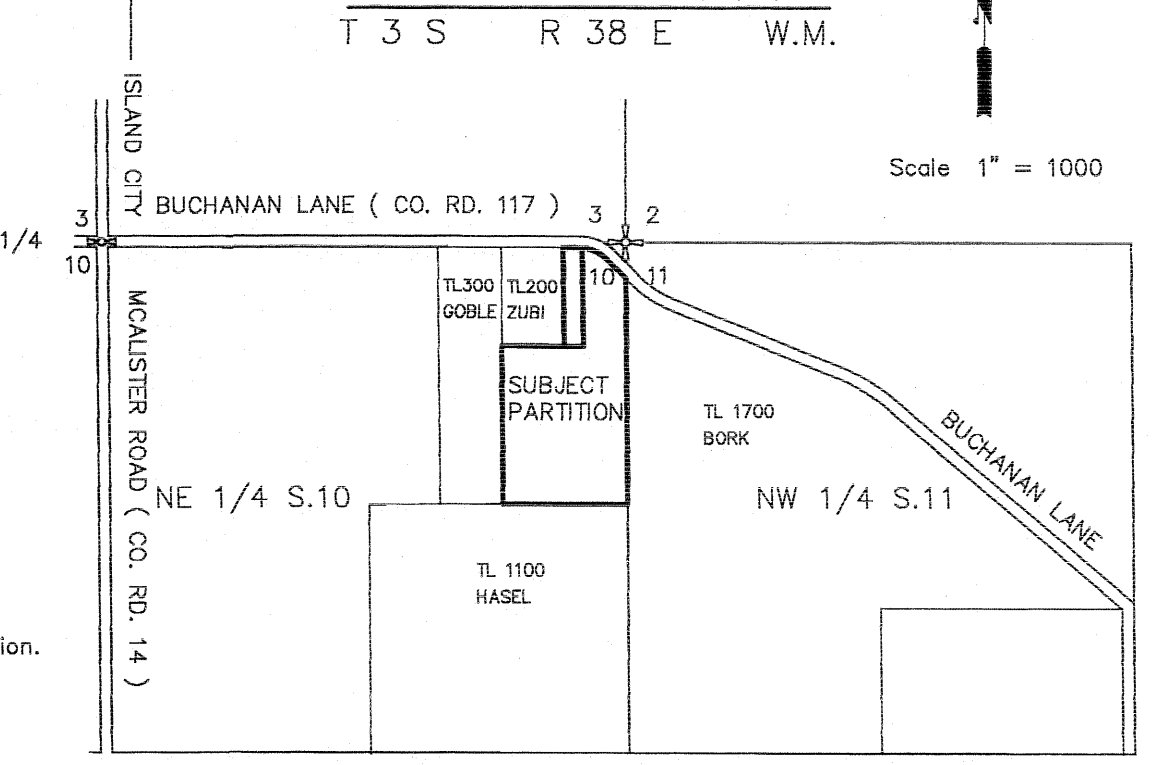 T 3 S R 38 E W.M.
Scale 1" = 1000
ISLAND CITY
BUCHANAN LANE ( CO. RD. 117 )
3
3 2
1/4
10
10 11
TL300
GOBLE
TL200
ZUBI
MCALISTER ROAD ( CO. RD. 14 )
SUBJECT
PARTITION
TL 1700
BORK
BUCHANAN LANE
NE 1/4 S.10
NW 1/4 S.11
TL 1100
HASEL
ion.